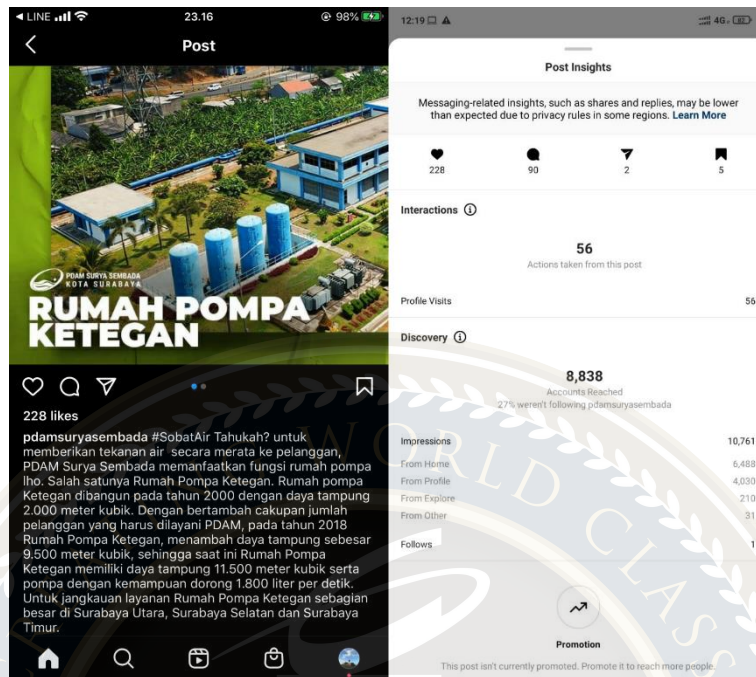 LINE
23.16
98%
Post
PDAM SURYA SEMBADA
KOTA SURABAYA
RUMAH POMPA
KETEGAN
228 likes
pdamsuryasembada #SobatAir Tahukah? untuk
memberikan tekanan air secara merata ke pelanggan,
PDAM Surya Sembada memanfaatkan fungsi rumah pompa
lho. Salah satunya Rumah Pompa Ketegan. Rumah pompa
Ketegan dibangun pada tahun 2000 dengan daya tampung
2.000 meter kubik. Dengan bertambah cakupan jumlah
pelanggan yang harus dilayani PDAM, pada tahun 2018
Rumah Pompa Ketegan, menambah daya tampung sebesar
9.500 meter kubik, sehingga saat ini Rumah Pompa
Ketegan memiliki daya tampung 11.500 meter kubik serta
pompa dengan kemampuan dorong 1.800 liter per detik.
Untuk jangkauan layanan Rumah Pompa Ketegan sebagian
besar di Surabaya Utara, Surabaya Selatan dan Surabaya
Timur.
12:19
4G
82
Post Insights
Messaging-related insights, such as shares and replies, may be lower
than expected due to privacy rules in some regions. Learn More
228 90 2 5
Interactions
56
Actions taken from this post
Profile Visits 56
Discovery
8,838
Accounts Reached
27% weren't following pdamsuryasembada
Impressions 10,761
From Home 6,488
From Profile 4,030
From Explore 210
From Other 31
Follows 1
Promotion
This post isn't currently promoted. Promote it to reach more people.
WORLD CLASS